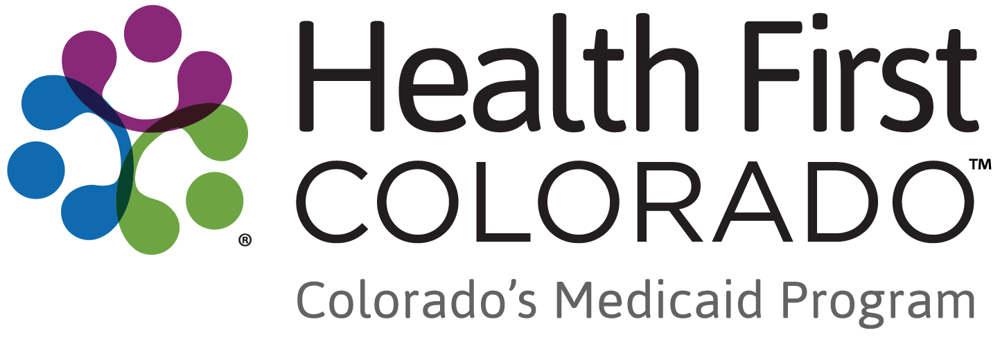 Health First
COLORADO™
Colorado’s Medicaid Program
®